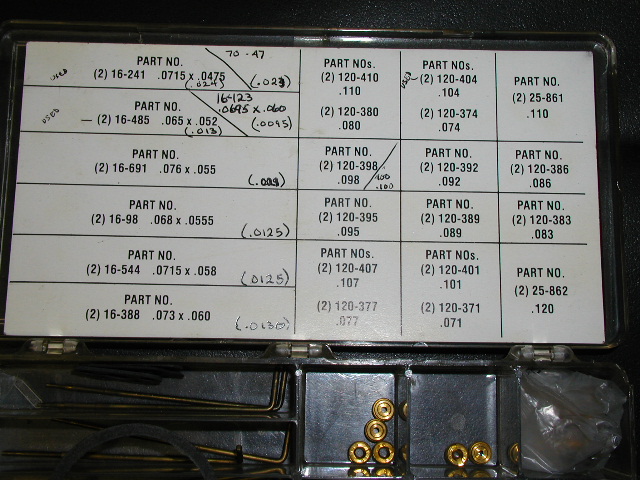 PART NO.
70 - 47
USED
(2) 16-241 .0715 x .0475
(.024)
PART NO.
16-123
.0695 x .060
USED
— (2) 16-485 .065 x .052
(.013)
(.0095)
PART NO.
(2) 16-691 .076 x .055
PART NO.
(2) 16-98 .068 x .0555
(.0125)
PART NO.
(2) 16-544 .0715 x .058
(.0125)
PART NO.
(2) 16-388 .073 x .060
(.0130)
PART NOs.
(2) 120-410
.110
(2) 120-380
.080
PART NO.
(2) 120-398
.098
400
.100
PART NO.
(2) 120-395
.095
PART NOs.
(2) 120-407
.107
(2) 120-377
.077
PART NOs.
USED
(2) 120-404
.104
(2) 120-374
.074
PART NO.
(2) 120-392
.092
PART NO.
(2) 120-389
.089
PART NOs.
(2) 120-401
.101
(2) 120-371
.071
PART NO.
(2) 25-861
.110
PART NO.
(2) 120-386
.086
PART NO.
(2) 120-383
.083
PART NO.
(2) 25-862
.120